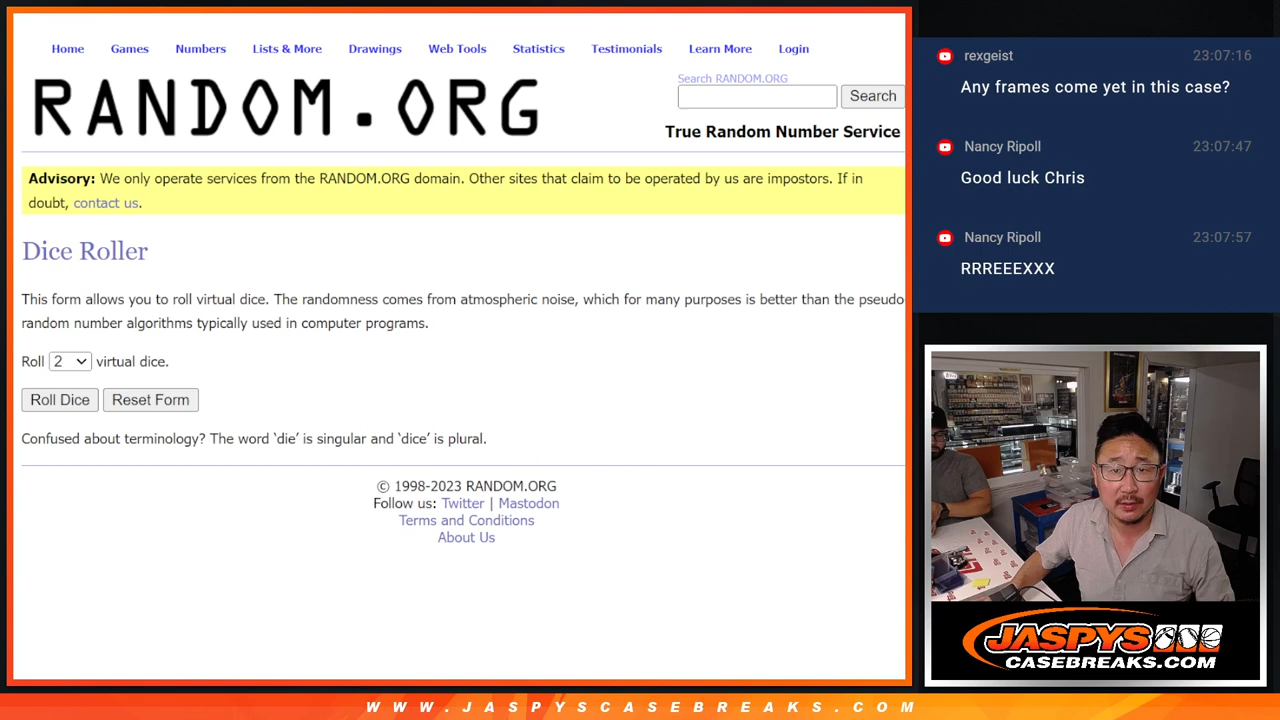 Home Games Numbers Lists & More Drawings Web Tools Statistics Testimonials Learn More Login
RANDOM.ORG
Search RANDOM.ORG
Search
True Random Number Service
Advisory: We only operate services from the RANDOM.ORG domain. Other sites that claim to be operated by us are impostors. If in
doubt, contact us.
Dice Roller
This form allows you to roll virtual dice. The randomness comes from atmospheric noise, which for many purposes is better than the pseudo
random number algorithms typically used in computer programs.
Roll 2 virtual dice.
Roll Dice Reset Form
Confused about terminology? The word ‘die’ is singular and ‘dice’ is plural.
© 1998-2023 RANDOM.ORG
Follow us: Twitter | Mastodon
Terms and Conditions
About Us
rexgeist 23:07:16
Any frames come yet in this case?
Nancy Ripoll 23:07:47
Good luck Chris
Nancy Ripoll 23:07:57
RRREEEXXX
JASPYS
CASEBREAKS.COM
WWW.JASPYSCASEBREAKS.COM